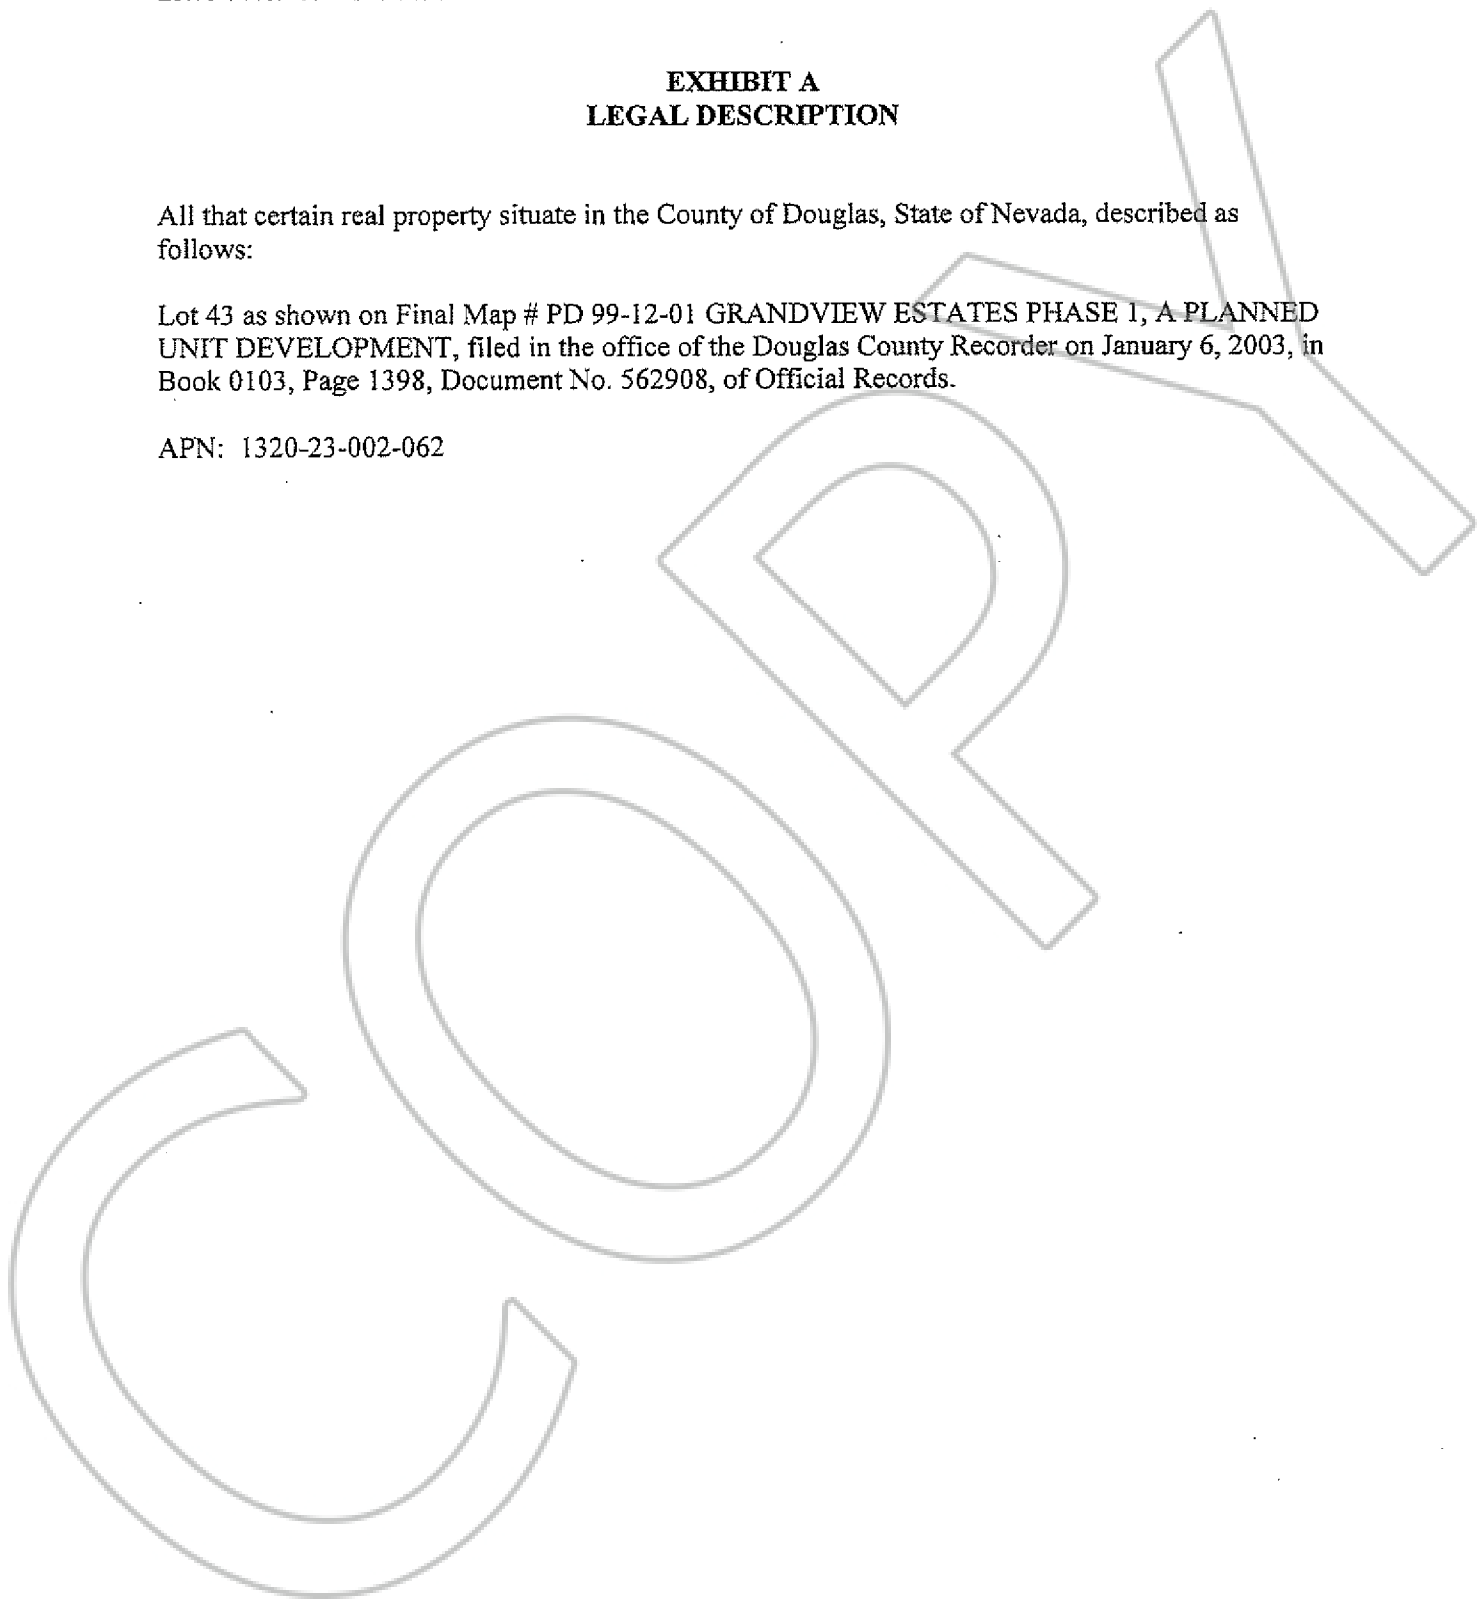 EXHIBIT A
LEGAL DESCRIPTION
All that certain real property situate in the County of Douglas, State of Nevada, described as
follows:
Lot 43 as shown on Final Map # PD 99-12-01 GRANDVIEW ESTATES PHASE 1, A PLANNED
UNIT DEVELOPMENT, filed in the office of the Douglas County Recorder on January 6, 2003, in
Book 0103, Page 1398, Document No. 562908, of Official Records.
APN: 1320-23-002-062
COPY